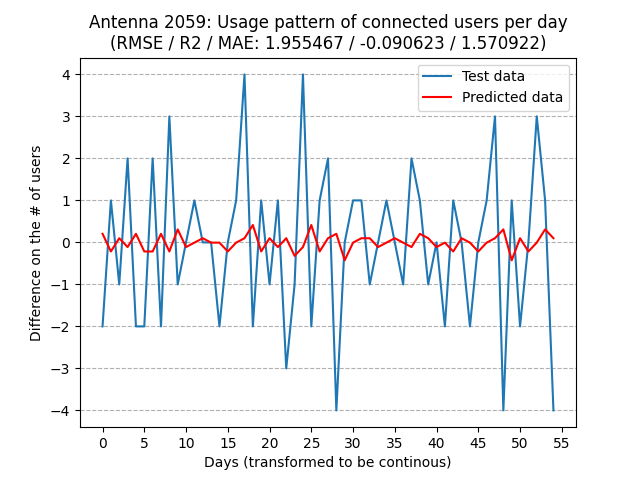 Antenna 2059: Usage pattern of connected users per day
(RMSE / R2 / MAE: 1.955467 / -0.090623 / 1.570922)
Test data
Predicted data
Difference on the # of users
4
3
2
1
0
−1
−2
−3
−4
0 5 10 15 20 25 30 35 40 45 50 55
Days (transformed to be continous)